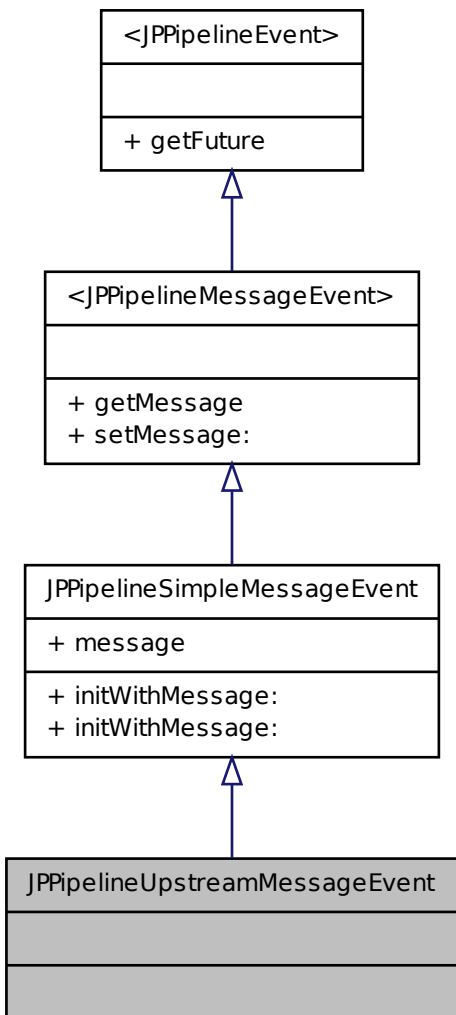 <JPPipelineEvent>
+ getFuture
<JPPipelineMessageEvent>
+ getMessage
+ setMessage:
JPPipelineSimpleMessageEvent
+ message
+ initWithMessage:
+ initWithMessage:
JPPipelineUpstreamMessageEvent